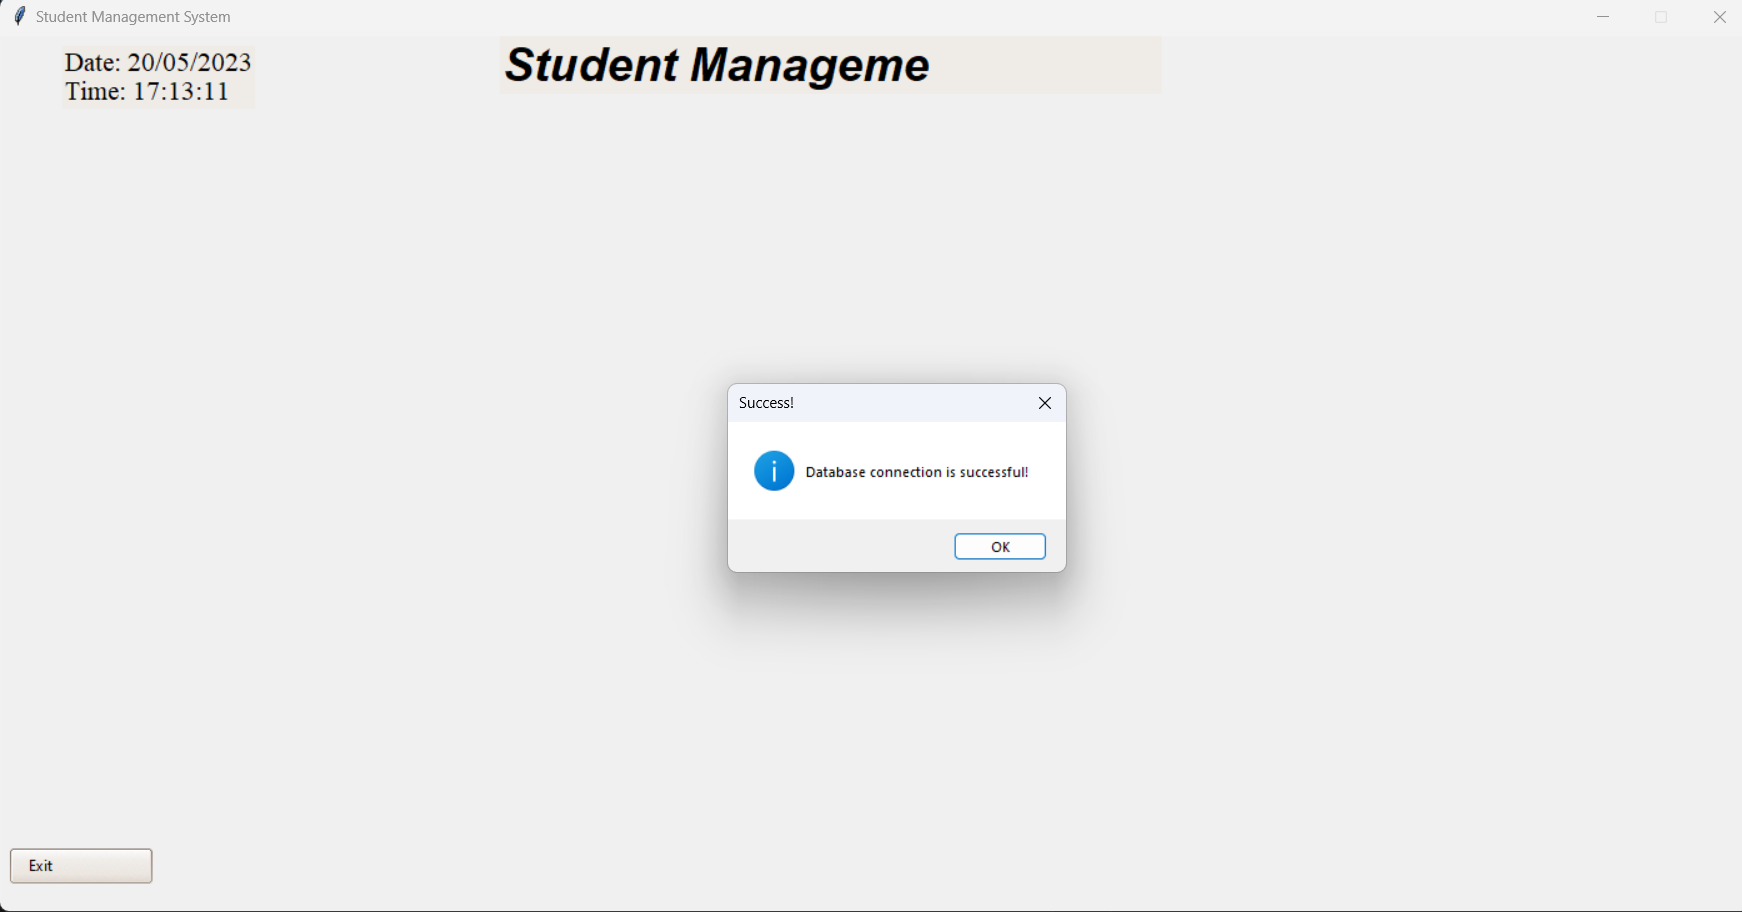 Student Management System
Date: 20/05/2023
Time: 17:13:11
Student Manageme
Success!
i
Database connection is successful!
OK
Exit